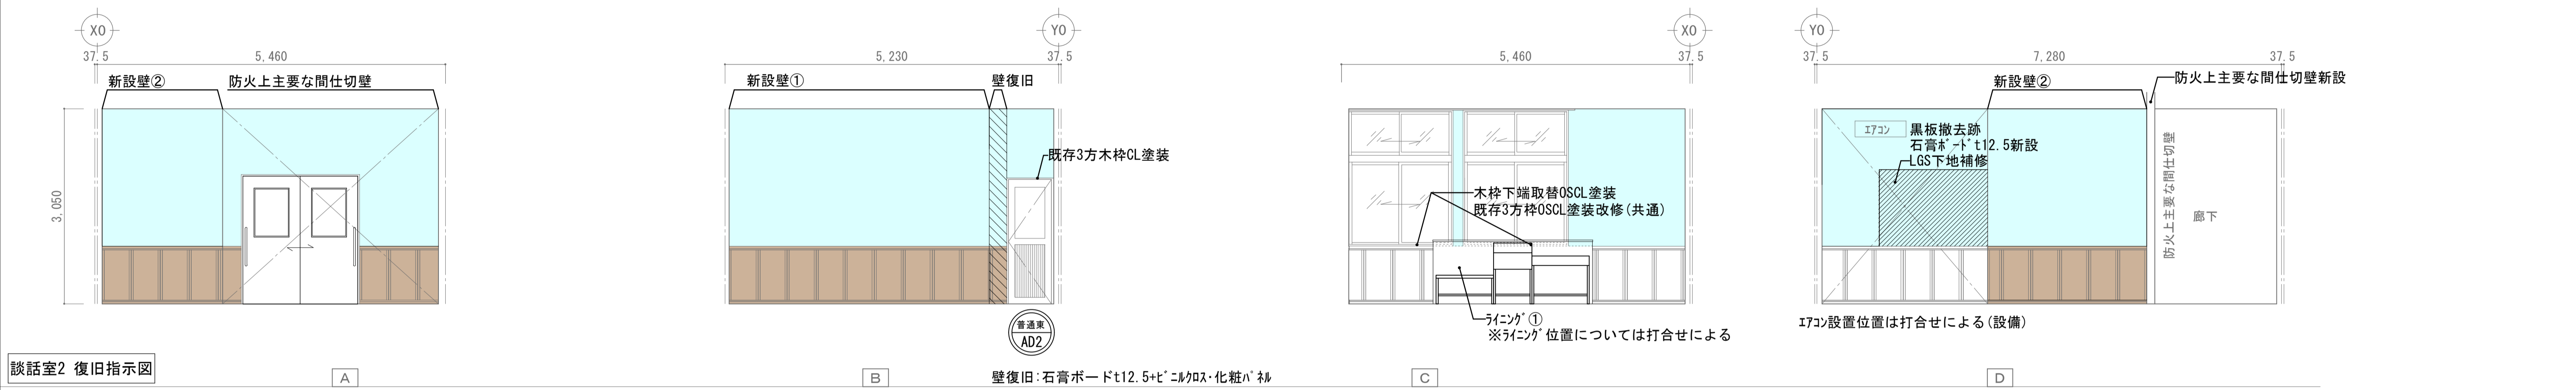 X0
37.5
5,460
新設壁②
防火上主要な間仕切壁
3,050
談話室2 復旧指示図
A
Y0
5,230
37.5
新設壁①
壁復旧
既存3方木枠CL塗装
普通東
AD2
B
壁復旧:石膏ボードt12.5+ビニルクロス・化粧パネル
X0
5,460
37.5
木枠下端取替OSCL塗装
既存3方枠OSCL塗装改修(共通)
ライニング①
※ライニング位置については打合せによる
C
Y0
37.5
7,280
37.5
新設壁②
防火上主要な間仕切壁新設
エアコン
黒板撤去跡
石膏ボードt12.5新設
LGS下地補修
防火上主要な間仕切壁
廊下
エアコン設置位置は打合せによる(設備)
D